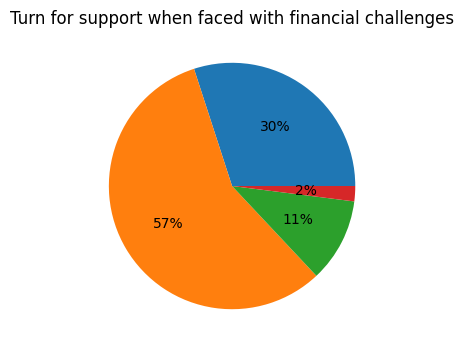 Turn for support when faced with financial challenges
30%
2%
57%
11%